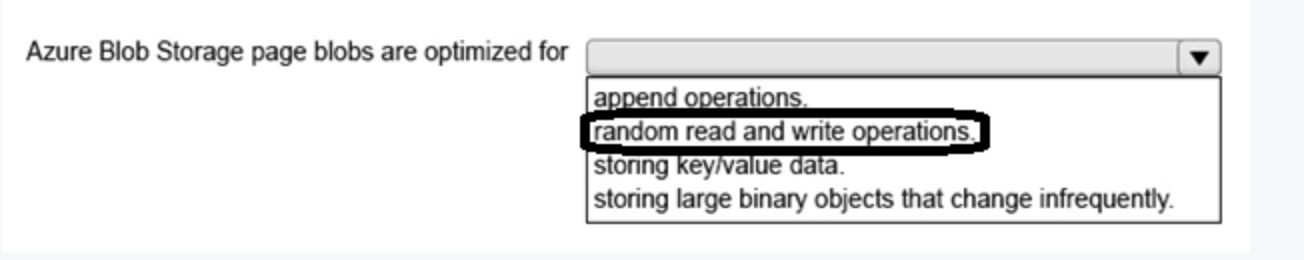 Azure Blob Storage page blobs are optimized for
append operations.
random read and write operations.
storing key/value data.
storing large binary objects that change infrequently.